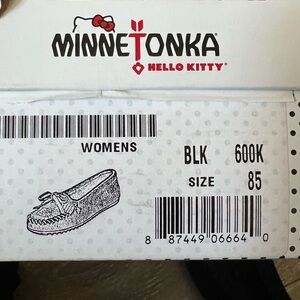 MINNETONKA
HELLO KITTY
WOMENS
BLK 600K
SIZE 85
8 87449 06664 0